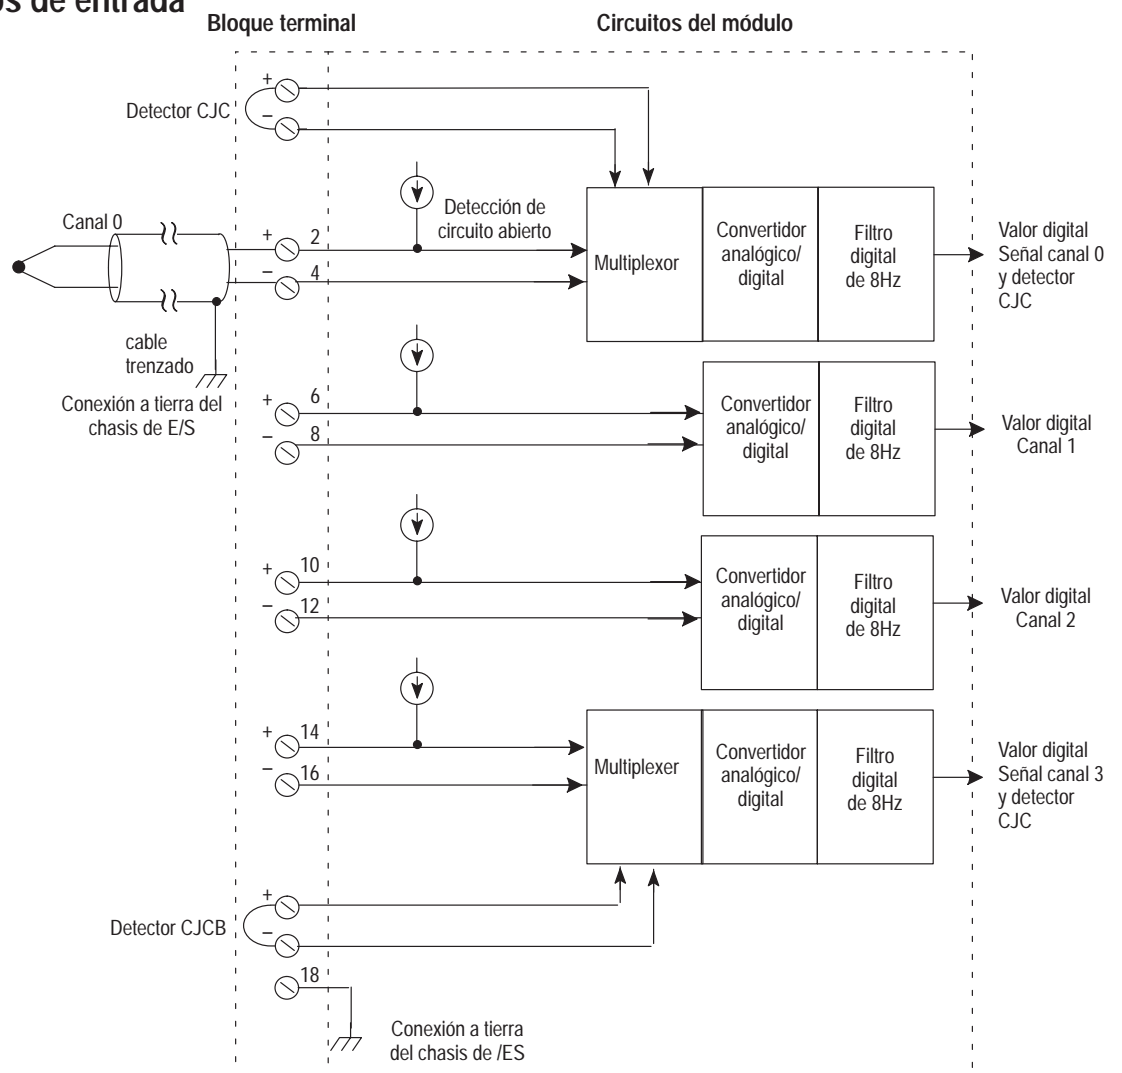 os de entrada
Bloque terminal
Circuitos del módulo
+
Detector CJC
−
Canal 0
Detección de
circuito abierto
+
2
−
4
Multiplexor
Convertidor
analógico/
digital
Filtro
digital
de 8Hz
Valor digital
Señal canal 0
y detector
CJC
cable
trenzado
Conexión a tierra del
chasis de E/S
+
6
−
8
Convertidor
analógico/
digital
Filtro
digital
de 8Hz
Valor digital
Canal 1
+
10
−
12
Convertidor
analógico/
digital
Filtro
digital
de 8Hz
Valor digital
Canal 2
+
14
−
16
Multiplexer
Convertidor
analógico/
digital
Filtro
digital
de 8Hz
Valor digital
Señal canal 3
y detector
CJC
+
Detector CJCB
−
18
Conexión a tierra
del chasis de /ES